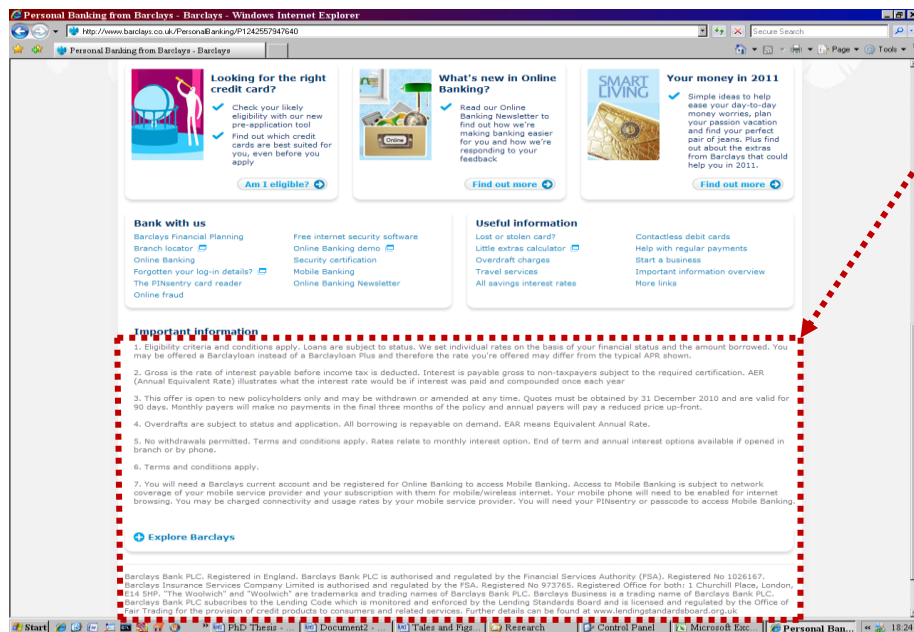 Personal Banking from Barclays - Barclays - Windows Internet Explorer
http://www.barclays.co.uk/PersonalBanking/P1242557947640
Secure Search
Personal Banking from Barclays - Barclays
Page
Tools
Looking for the right
credit card?
Check your likely
eligibility with our new
pre-application tool
Find out which credit
cards are best suited for
you, even before you
apply
Am I eligible?
Online
What's new in Online
Banking?
Read our Online
Banking Newsletter to
find out how we're
making banking easier
for you and how we're
responding to your
feedback
Find out more
SMART
LIVING
Your money in 2011
Simple ideas to help
ease your day-to-day
money worries, plan
your passion vacation
and find your perfect
pair of jeans. Plus find
out about the extras
from Barclays that could
help you in 2011.
Find out more
Bank with us
Barclays Financial Planning
Branch locator
Online Banking
Forgotten your log-in details?
The PINsentry card reader
Online fraud
Free internet security software
Online Banking demo
Security certification
Mobile Banking
Online Banking Newsletter
Useful information
Lost or stolen card?
Little extras calculator
Overdraft charges
Travel services
All savings interest rates
Contactless debit cards
Help with regular payments
Start a business
Important information overview
More links
Important information
1. Eligibility criteria and conditions apply. Loans are subject to status. We set individual rates on the basis of your financial status and the amount borrowed. You
may be offered a Barclayloan instead of a Barclayloan Plus and therefore the rate you're offered may differ from the typical APR shown.
2. Gross is the rate of interest payable before income tax is deducted. Interest is payable gross to non-taxpayers subject to the required certification. AER
(Annual Equivalent Rate) illustrates what the interest rate would be if interest was paid and compounded once each year
3. This offer is open to new policyholders only and may be withdrawn or amended at any time. Quotes must be obtained by 31 December 2010 and are valid for
90 days. Monthly payers will make no payments in the final three months of the policy and annual payers will pay a reduced price up-front.
4. Overdrafts are subject to status and application. All borrowing is repayable on demand. EAR means Equivalent Annual Rate.
5. No withdrawals permitted. Terms and conditions apply. Rates relate to monthly interest option. End of term and annual interest options available if opened in
branch or by phone.
6. Terms and conditions apply.
7. You will need a Barclays current account and be registered for Online Banking to access Mobile Banking. Access to Mobile Banking is subject to network
coverage of your mobile service provider and your subscription with them for mobile/wireless internet. Your mobile phone will need to be enabled for internet
browsing. You may be charged connectivity and usage rates by your mobile service provider. You will need your PINsentry or passcode to access Mobile Banking.
Explore Barclays
Barclays Bank PLC. Registered in England. Barclays Bank PLC is authorised and regulated by the Financial Services Authority (FSA). Registered No 1026167.
Barclays Insurance Services Company Limited is authorised and regulated by the FSA. Registered No 973765. Registered Office for both: 1 Churchill Place, London,
E14 5HP. "The Woolwich" and "Woolwich" are trademarks and trading names of Barclays Bank PLC. Barclays Business is a trading name of Barclays Bank PLC.
Barclays Bank PLC subscribes to the Lending Code which is monitored and enforced by the Lending Standards Board and is licensed and regulated by the Office of
Fair Trading for the provision of credit products to consumers and related services. Further details can be found at www.lendingstandardsboard.org.uk
Start
PhD Thesis - ...
Document2 - ...
Tales and Figs...
Research
Control Panel
Microsoft Exc...
Personal Ban...
18:24